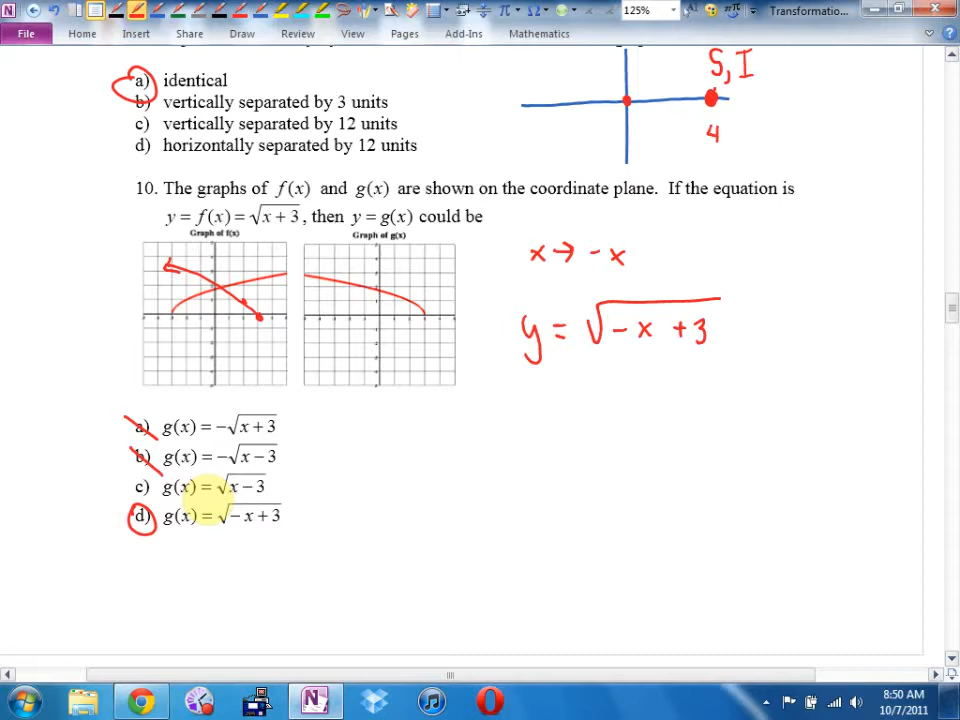 125%
Transformatio...
File Home Insert Share Draw Review View Pages Add-Ins Mathematics
a) identical
b) vertically separated by 3 units
c) vertically separated by 12 units
d) horizontally separated by 12 units
S, I
4
10. The graphs of f(x) and g(x) are shown on the coordinate plane. If the equation is
y = f(x) = √(x + 3), then y = g(x) could be
Graph of f(x) Graph of g(x)
x → -x
y = √(-x + 3)
a) g(x) = −√(x + 3)
b) g(x) = −√(x − 3)
c) g(x) = √(x − 3)
d) g(x) = √(−x + 3)
8:50 AM
10/7/2011